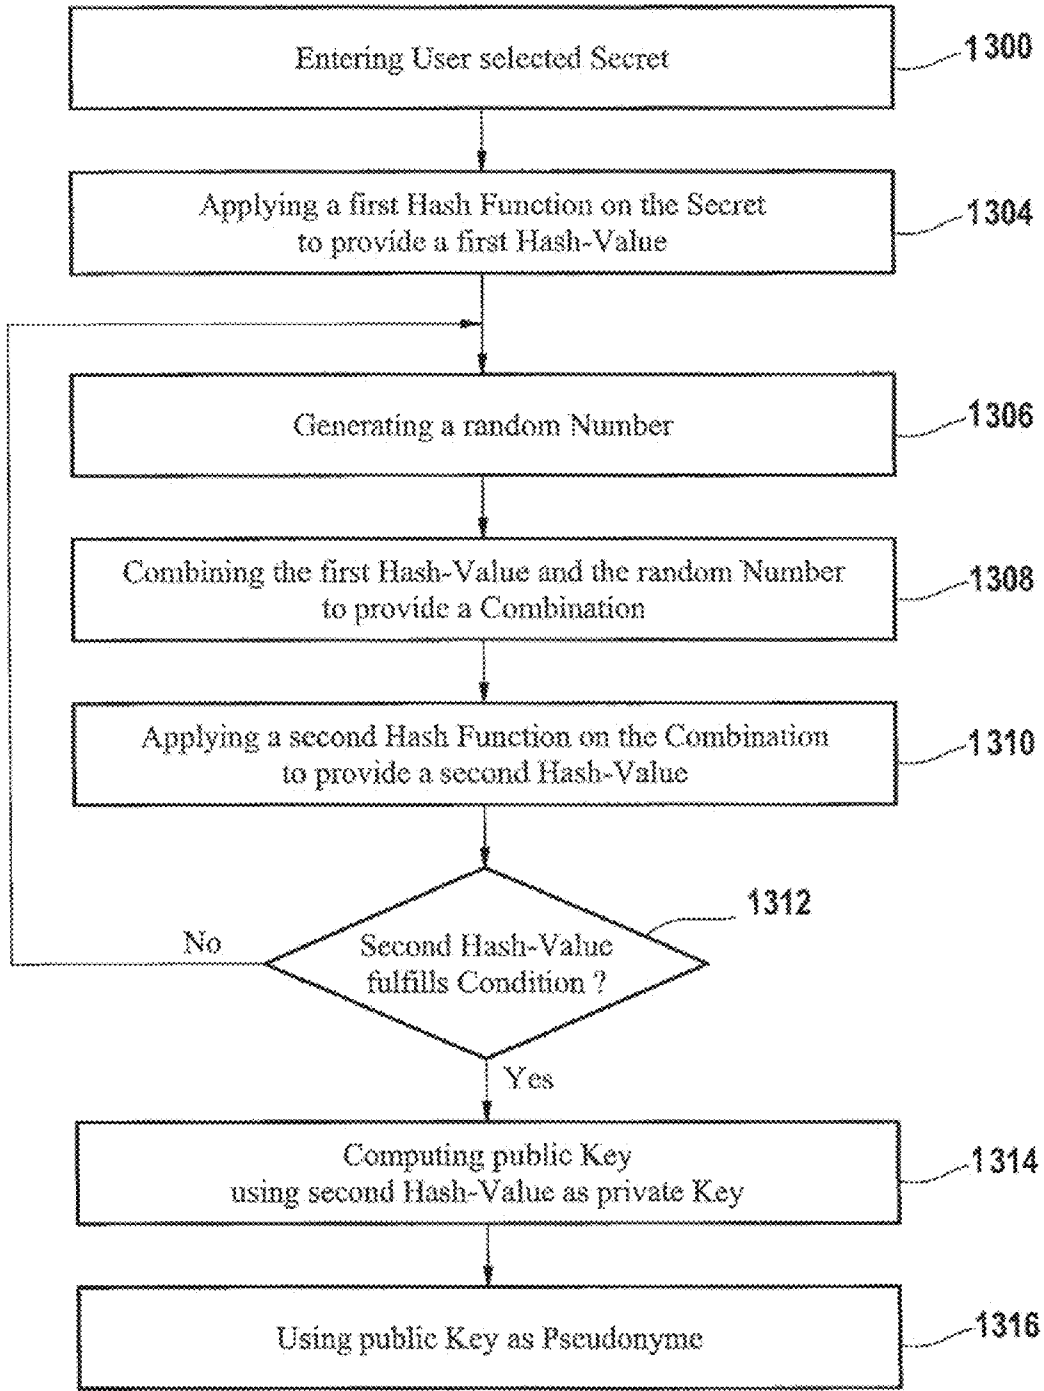 Entering User selected Secret
1300
Applying a first Hash Function on the Secret
to provide a first Hash-Value
1304
Generating a random Number
1306
Combining the first Hash-Value and the random Number
to provide a Combination
1308
Applying a second Hash Function on the Combination
to provide a second Hash-Value
1310
1312
No
Second Hash-Value
fulfills Condition ?
Yes
Computing public Key
using second Hash-Value as private Key
1314
Using public Key as Pseudonyme
1316